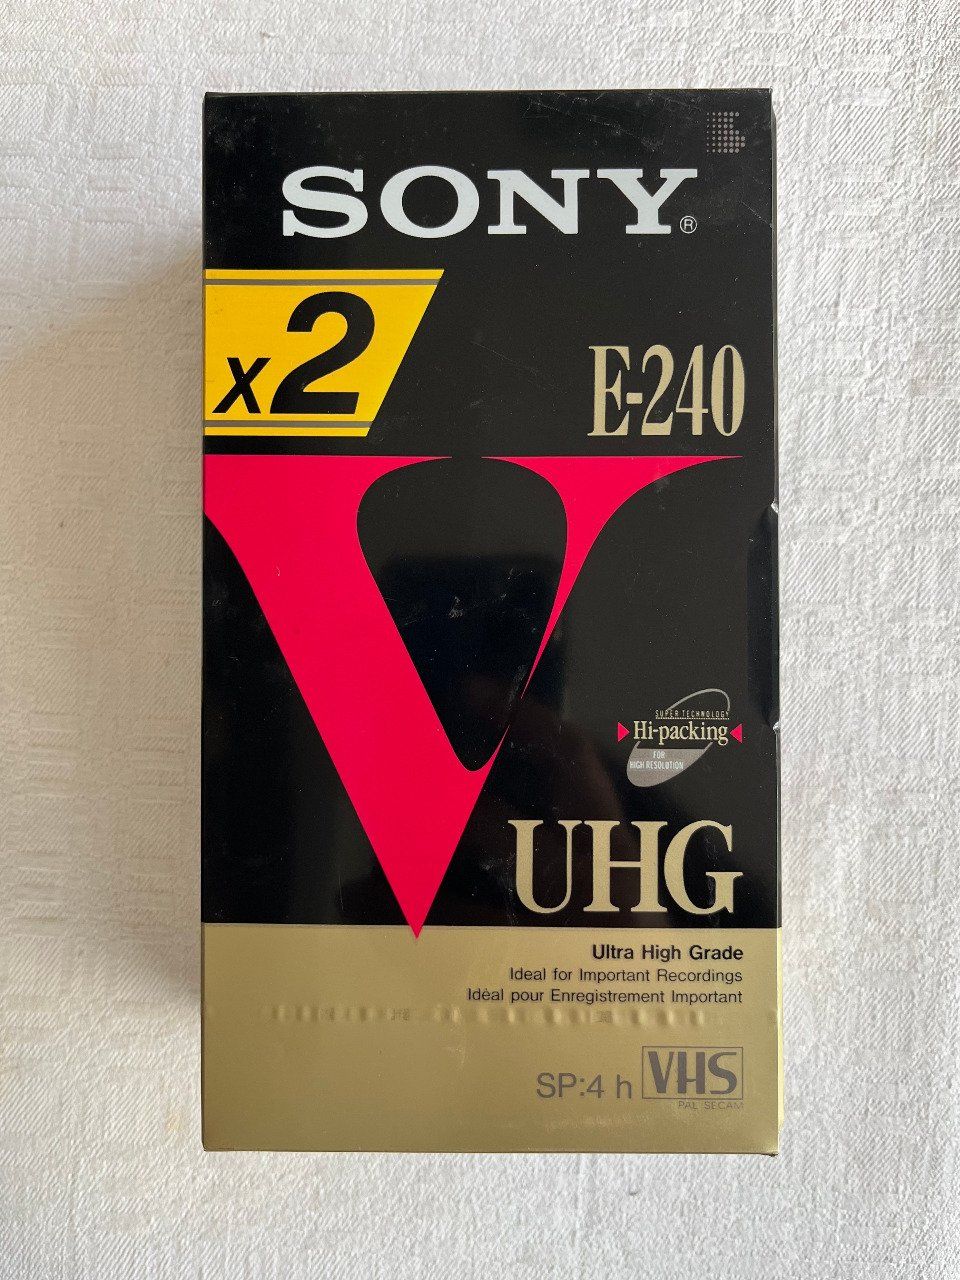 SONY®
x2
E-240
V
SUPER TECHNOLOGY
Hi-packing
FOR
HIGH RESOLUTION
UHG
Ultra High Grade
Ideal for Important Recordings
Idéal pour Enregistrement Important
SP:4 h VHS
PAL SECAM